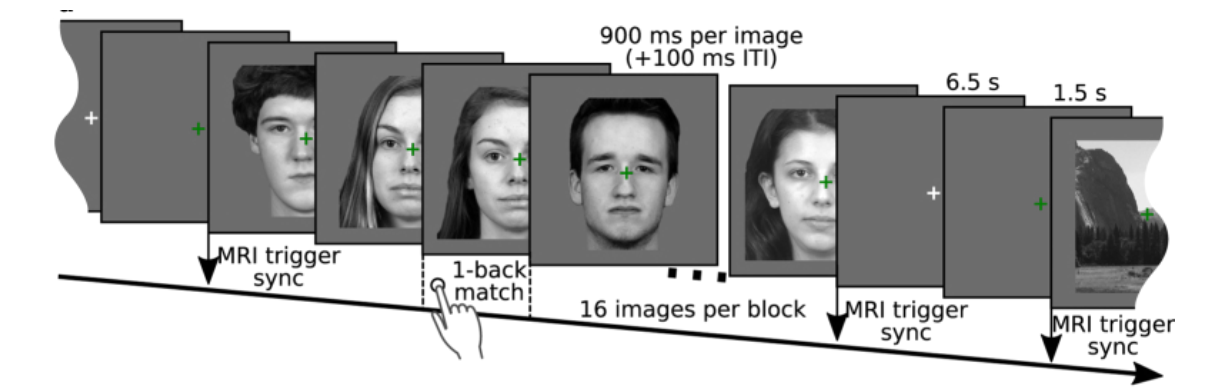 900 ms per image
(+100 ms ITI)
6.5 s
1.5 s
MRI trigger
sync
1-back
match
16 images per block
MRI trigger
sync
MRI trigger
sync